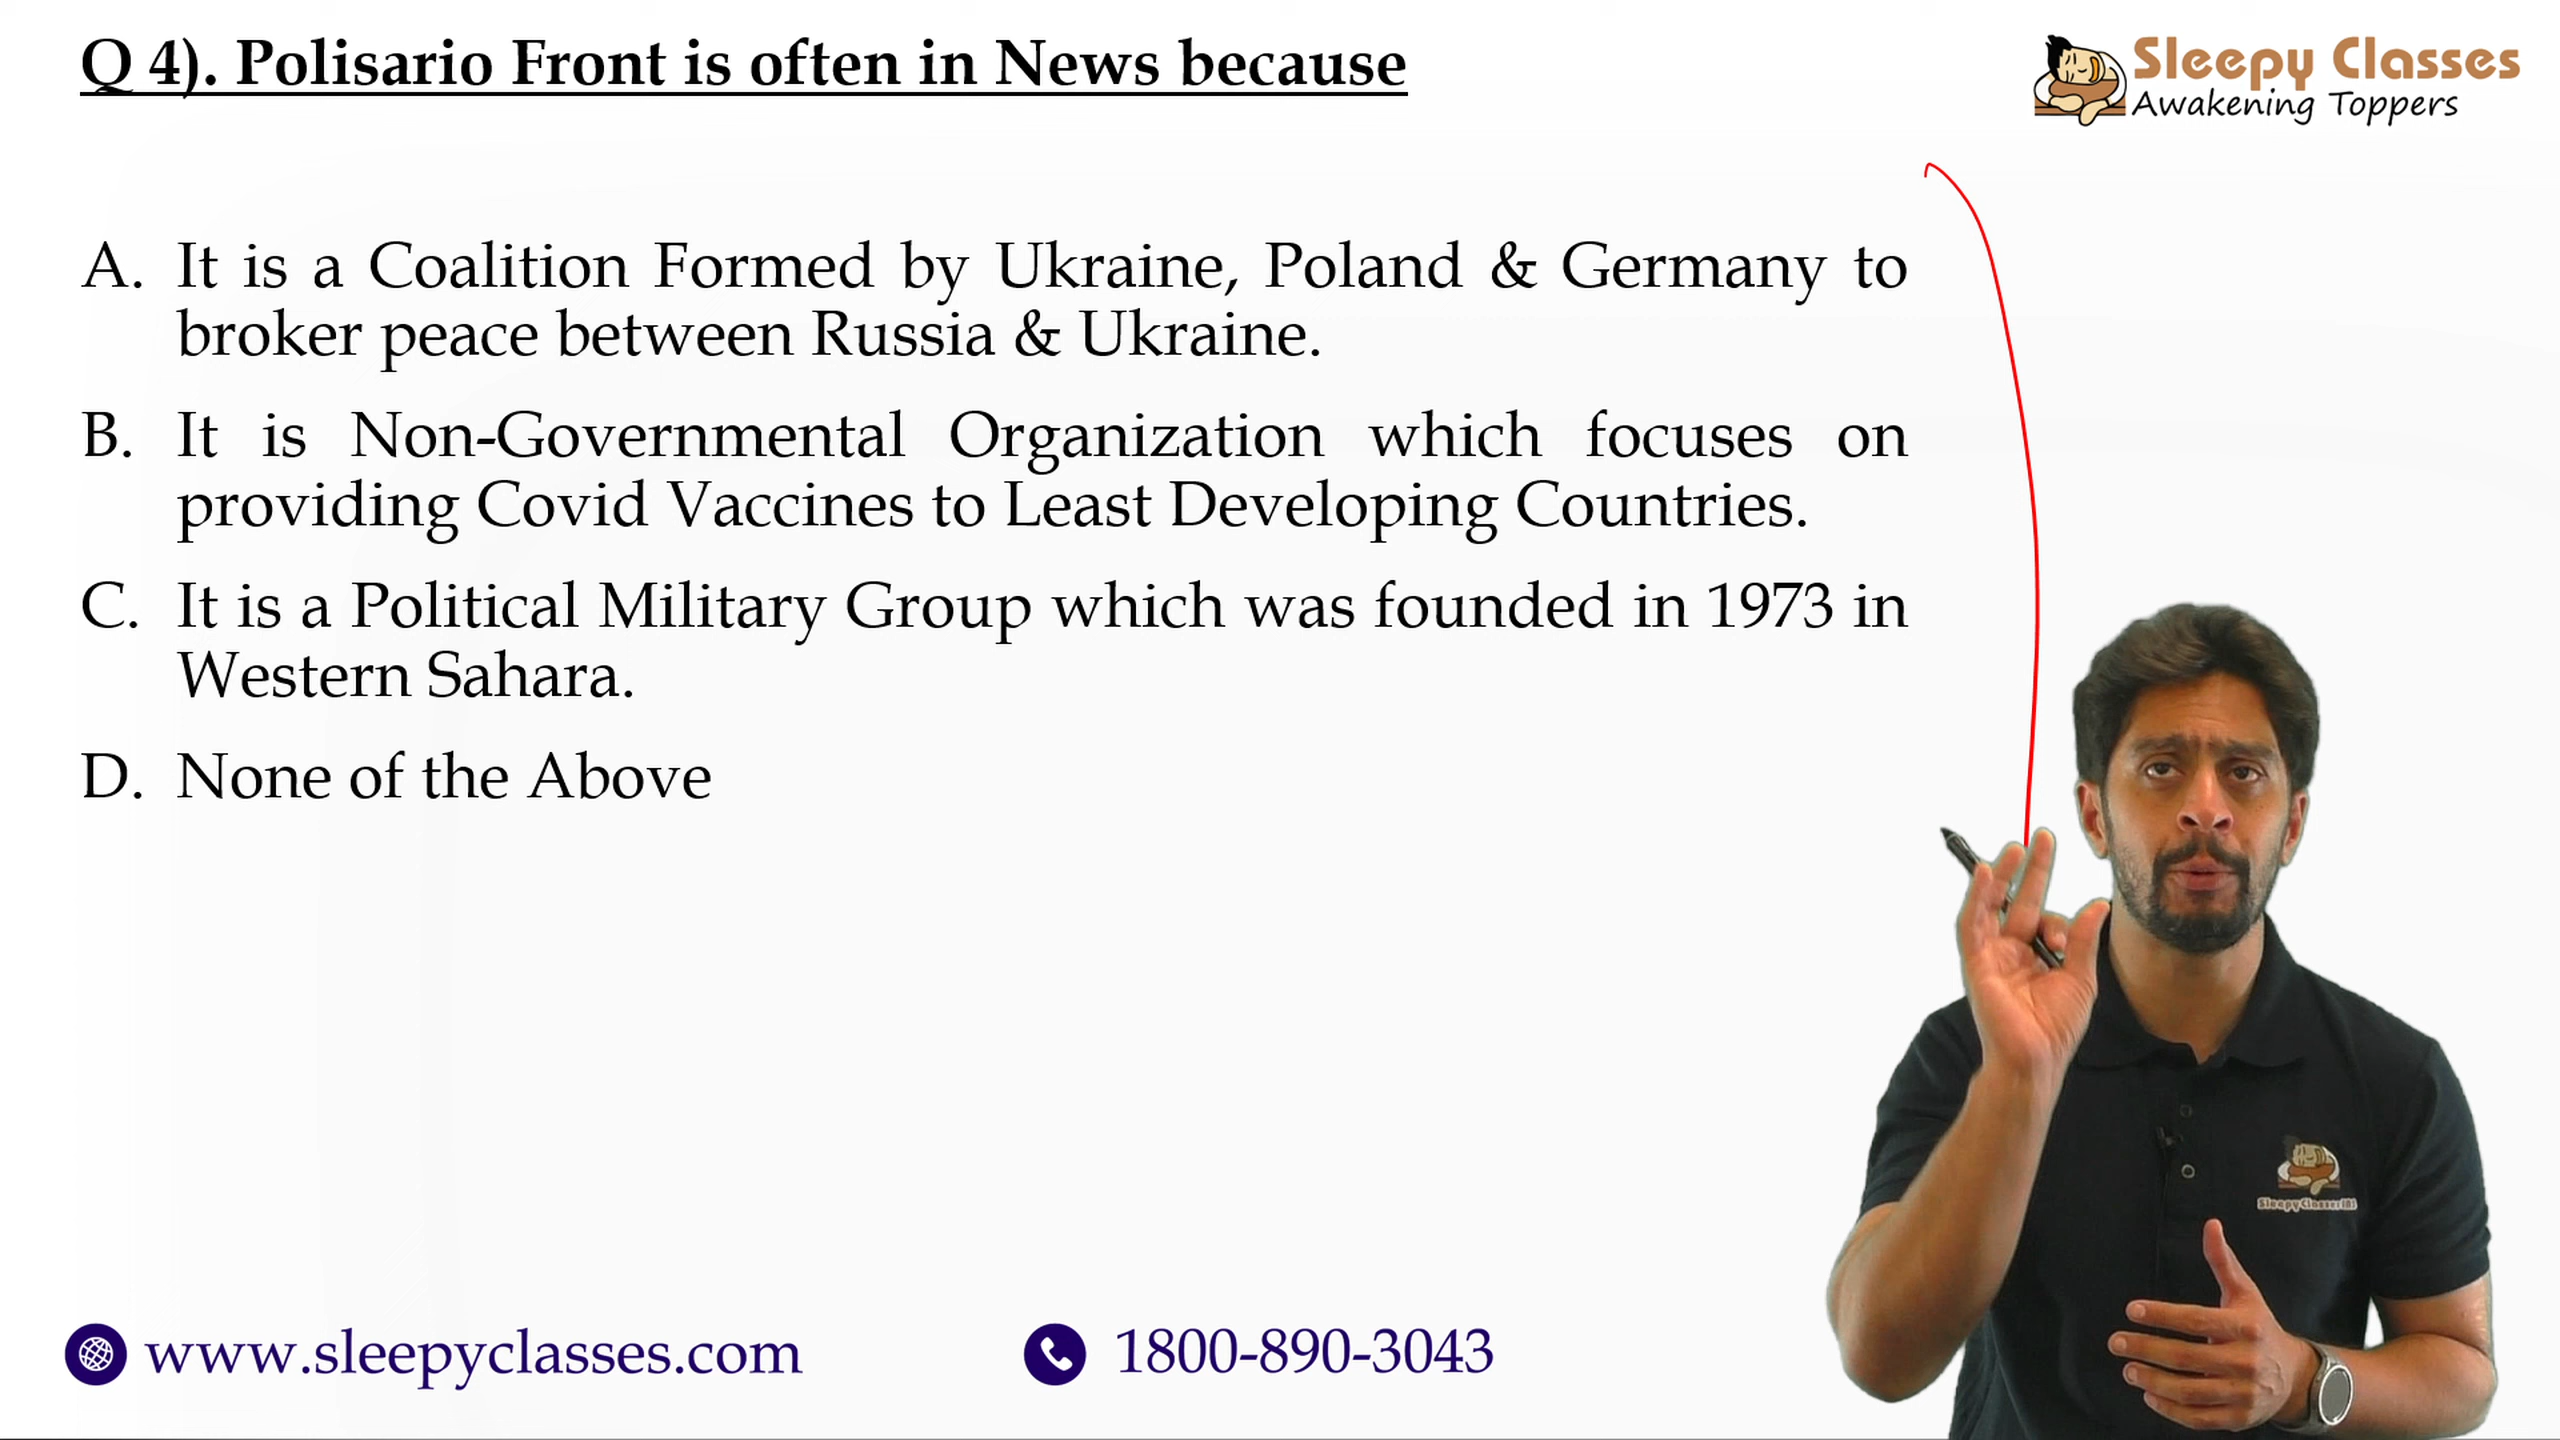 Q 4). Polisario Front is often in News because
Sleepy Classes
Awakening Toppers
A. It is a Coalition Formed by Ukraine, Poland & Germany to
broker peace between Russia & Ukraine.
B. It is Non-Governmental Organization which focuses on
providing Covid Vaccines to Least Developing Countries.
C. It is a Political Military Group which was founded in 1973 in
Western Sahara.
D. None of the Above
SleepyClassesIAS
www.sleepyclasses.com
1800-890-3043